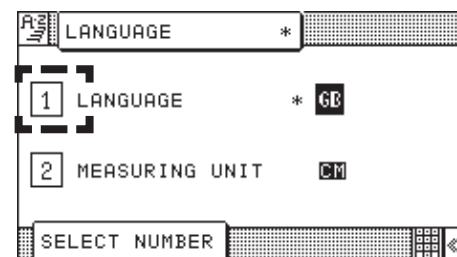 LANGUAGE *
1 LANGUAGE * GB
2 MEASURING UNIT CM
SELECT NUMBER